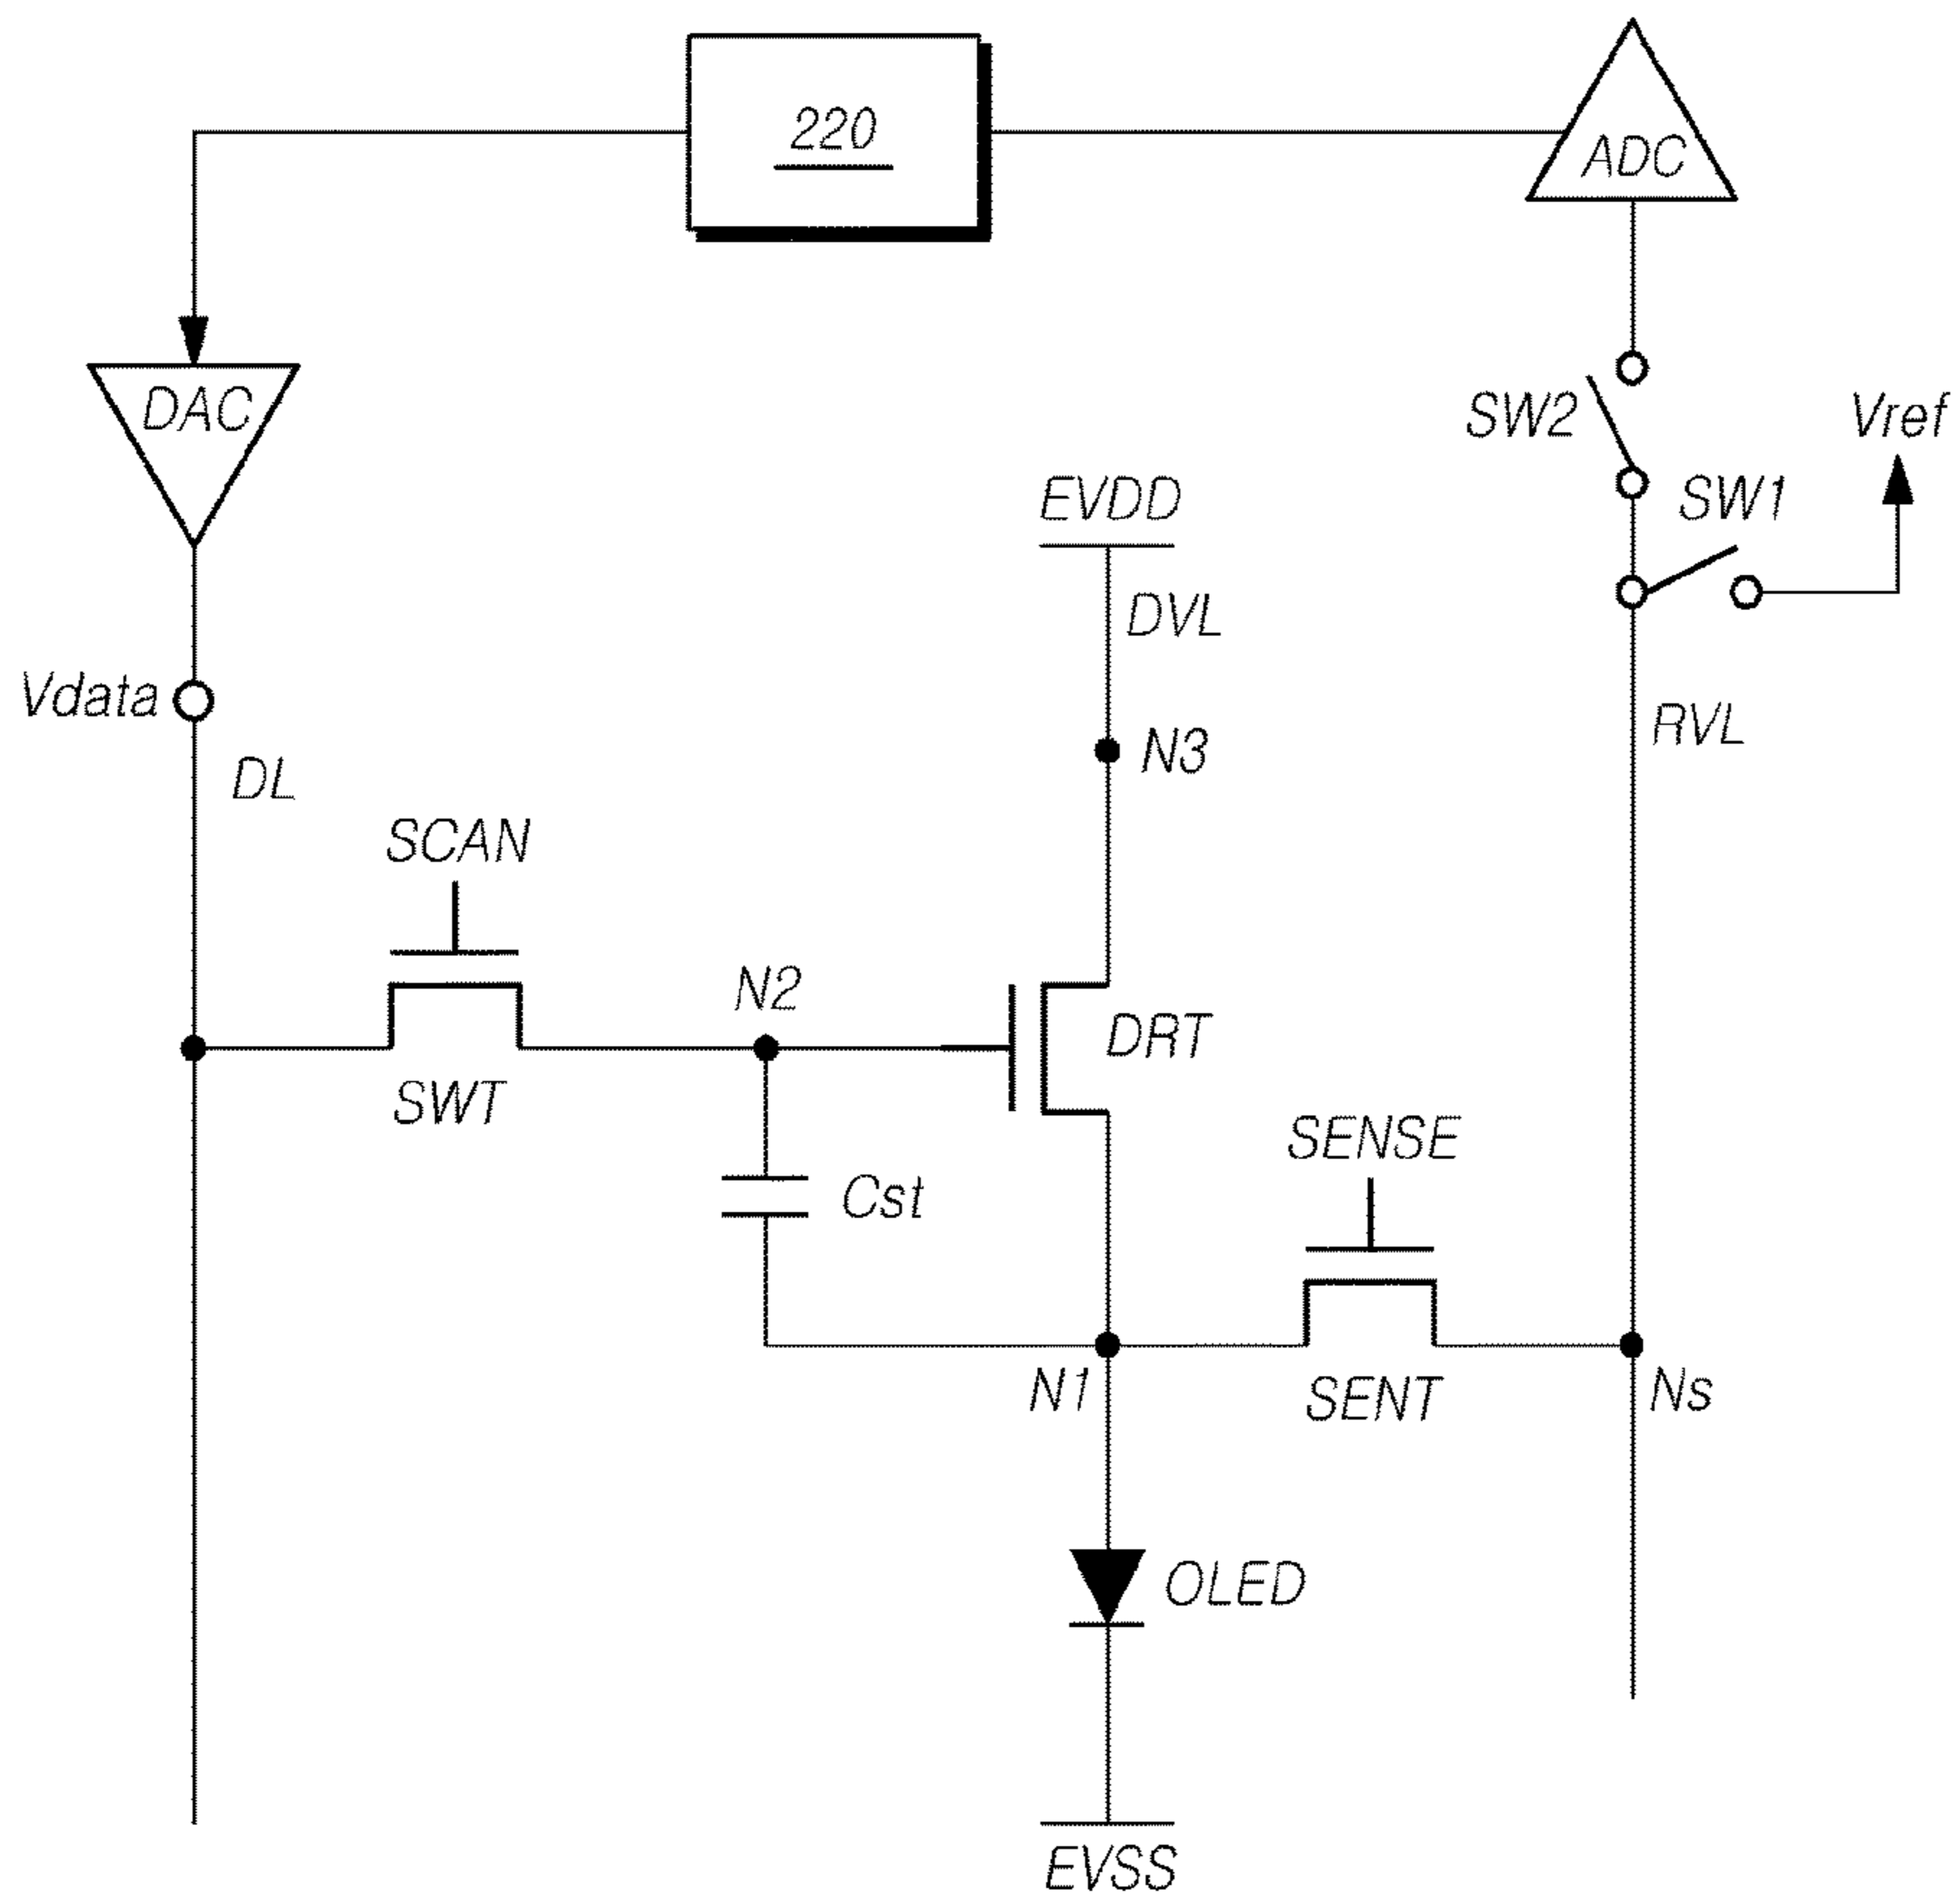 220
ADC
DAC
SW2
Vref
EVDD
SW1
DVL
Vdata
N3
RVL
DL
SCAN
N2
DRT
SWT
SENSE
Cst
N1
SENT
Ns
OLED
EVSS